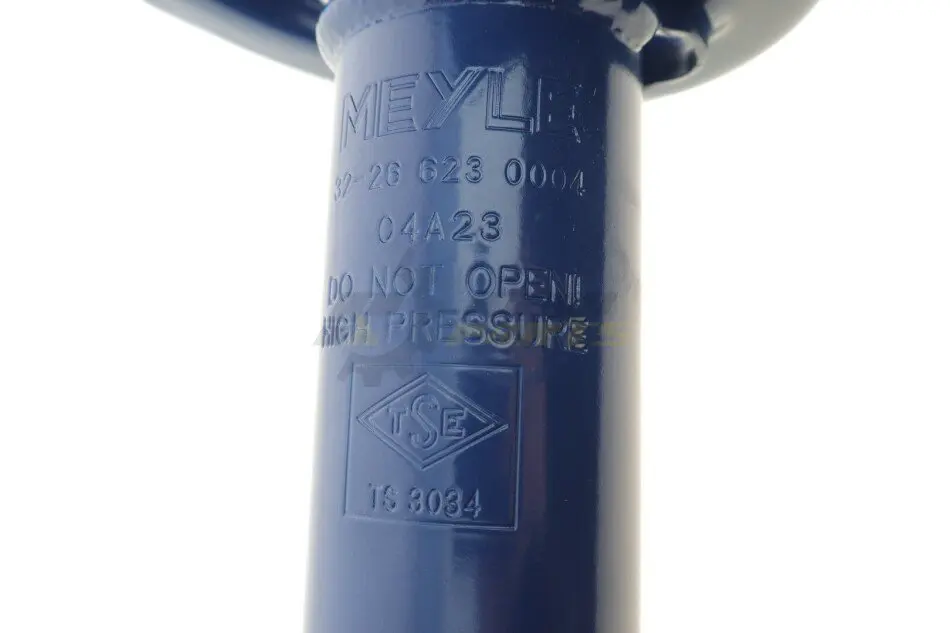 MEYLE
32-26 623 0004
04A23
DO NOT OPEN!
HIGH PRESSURE
TSE
TS 3034